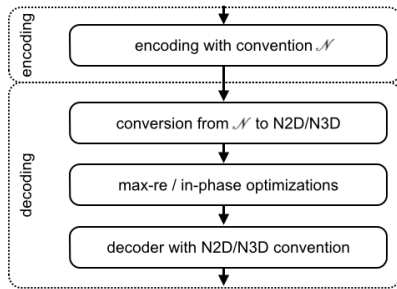 encoding
encoding with convention 𝒩
decoding
conversion from 𝒩 to N2D/N3D
max-re / in-phase optimizations
decoder with N2D/N3D convention